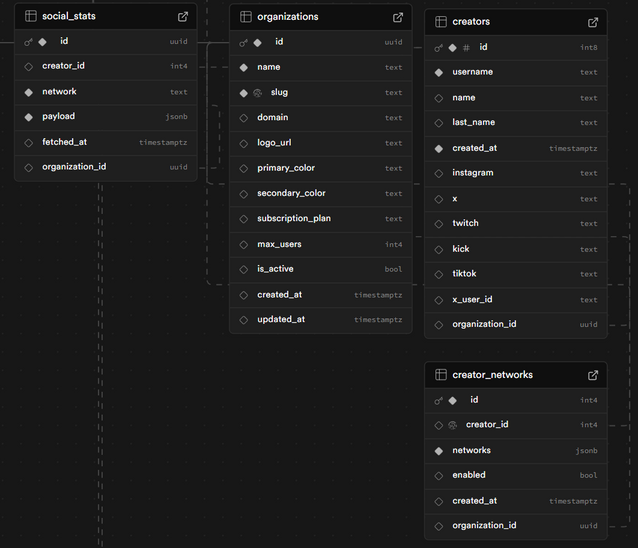 social_stats
id uuid
creator_id int4
network text
payload jsonb
fetched_at timestamptz
organization_id uuid
organizations
id uuid
name text
slug text
domain text
logo_url text
primary_color text
secondary_color text
subscription_plan text
max_users int4
is_active bool
created_at timestamptz
updated_at timestamptz
creators
# id int8
username text
name text
last_name text
created_at timestamptz
instagram text
x text
twitch text
kick text
tiktok text
x_user_id text
organization_id uuid
creator_networks
id int4
creator_id int4
networks jsonb
enabled bool
created_at timestamptz
organization_id uuid